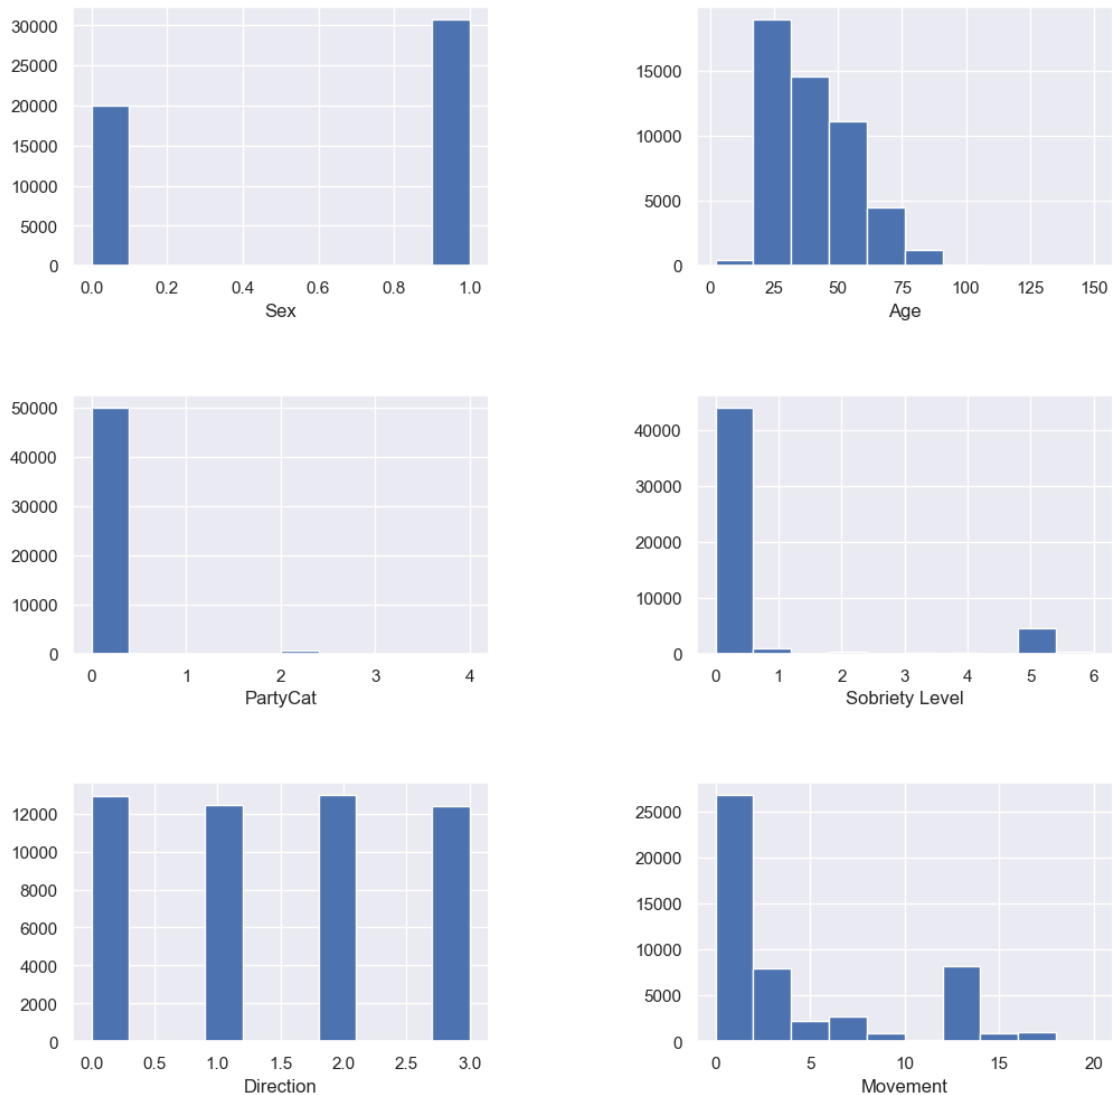 30000
25000
20000
15000
10000
5000
0
0.0 0.2 0.4 0.6 0.8 1.0
Sex
15000
10000
5000
0
0 25 50 75 100 125 150
Age
50000
40000
30000
20000
10000
0
0 1 2 3 4
PartyCat
40000
30000
20000
10000
0
0 1 2 3 4 5 6
Sobriety Level
12000
10000
8000
6000
4000
2000
0
0.0 0.5 1.0 1.5 2.0 2.5 3.0
Direction
25000
20000
15000
10000
5000
0
0 5 10 15 20
Movement